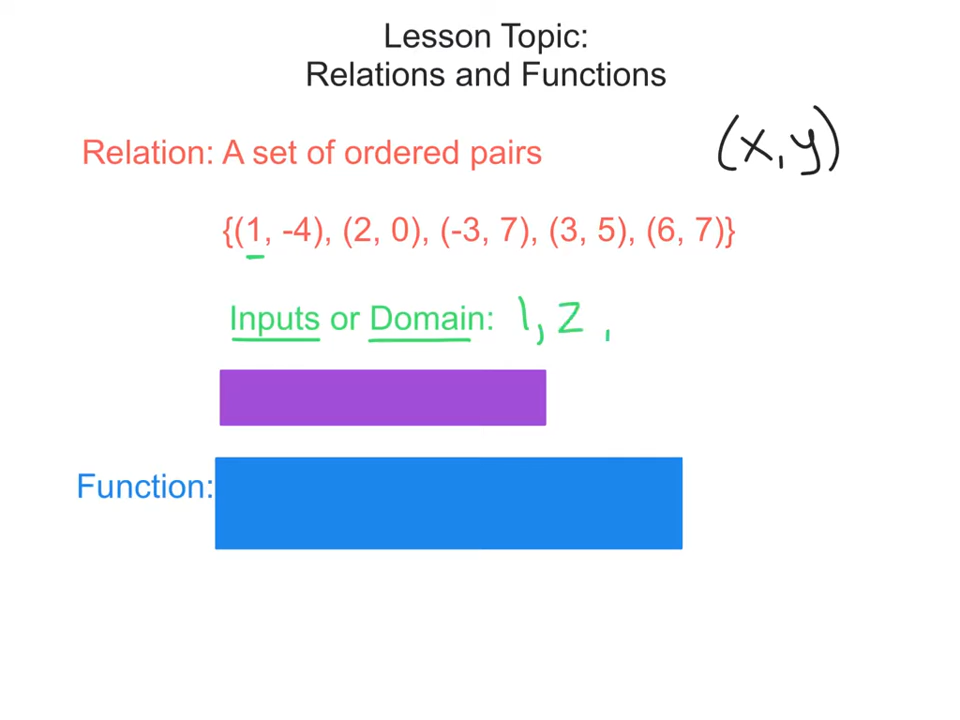 Lesson Topic:
Relations and Functions
Relation: A set of ordered pairs
(x,y)
{(1, -4), (2, 0), (-3, 7), (3, 5), (6, 7)}
Inputs or Domain: 1, 2 ,
Function: